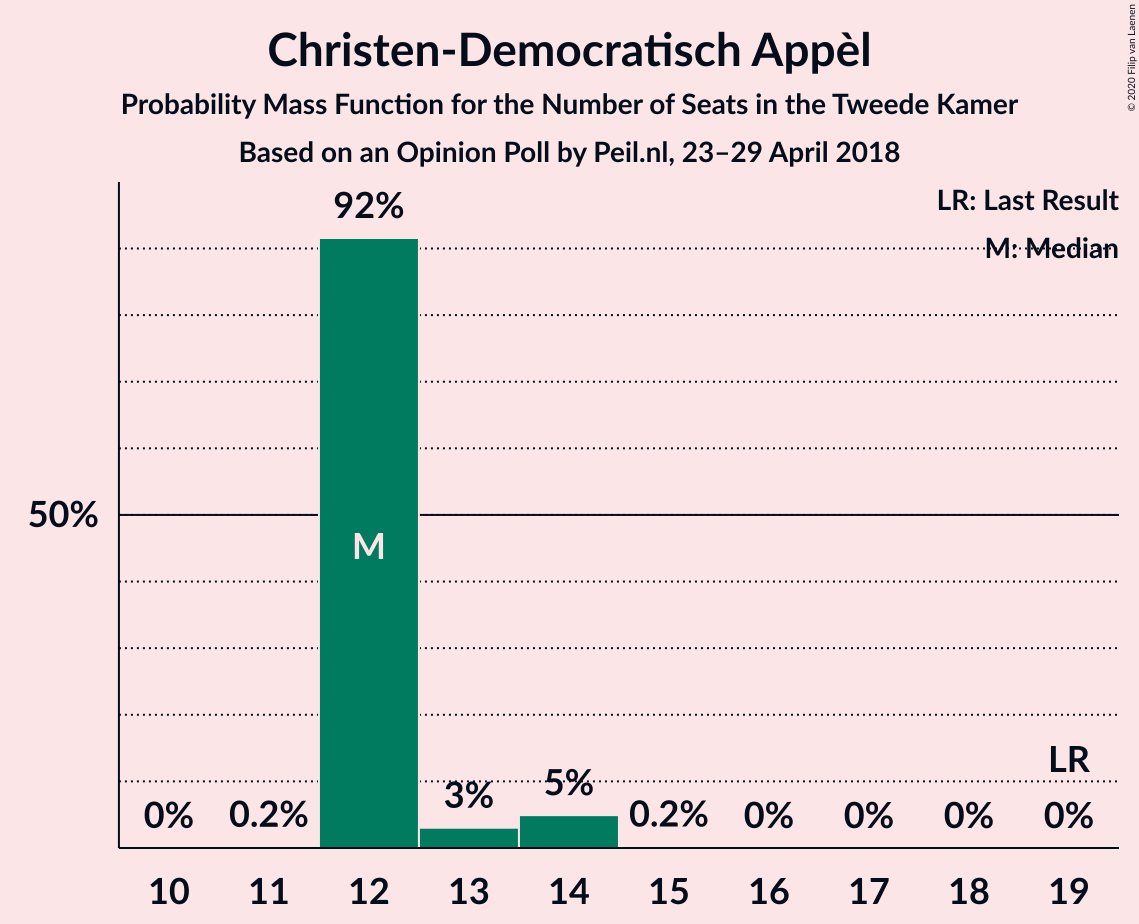 Christen-Democratisch Appèl
Probability Mass Function for the Number of Seats in the Tweede Kamer
Based on an Opinion Poll by Peil.nl, 23–29 April 2018
© 2020 Filip van Laenen
LR: Last Result
M: Median
92%
50%
M
LR
0% 0.2% 3% 5% 0.2% 0% 0% 0% 0%
10 11 12 13 14 15 16 17 18 19